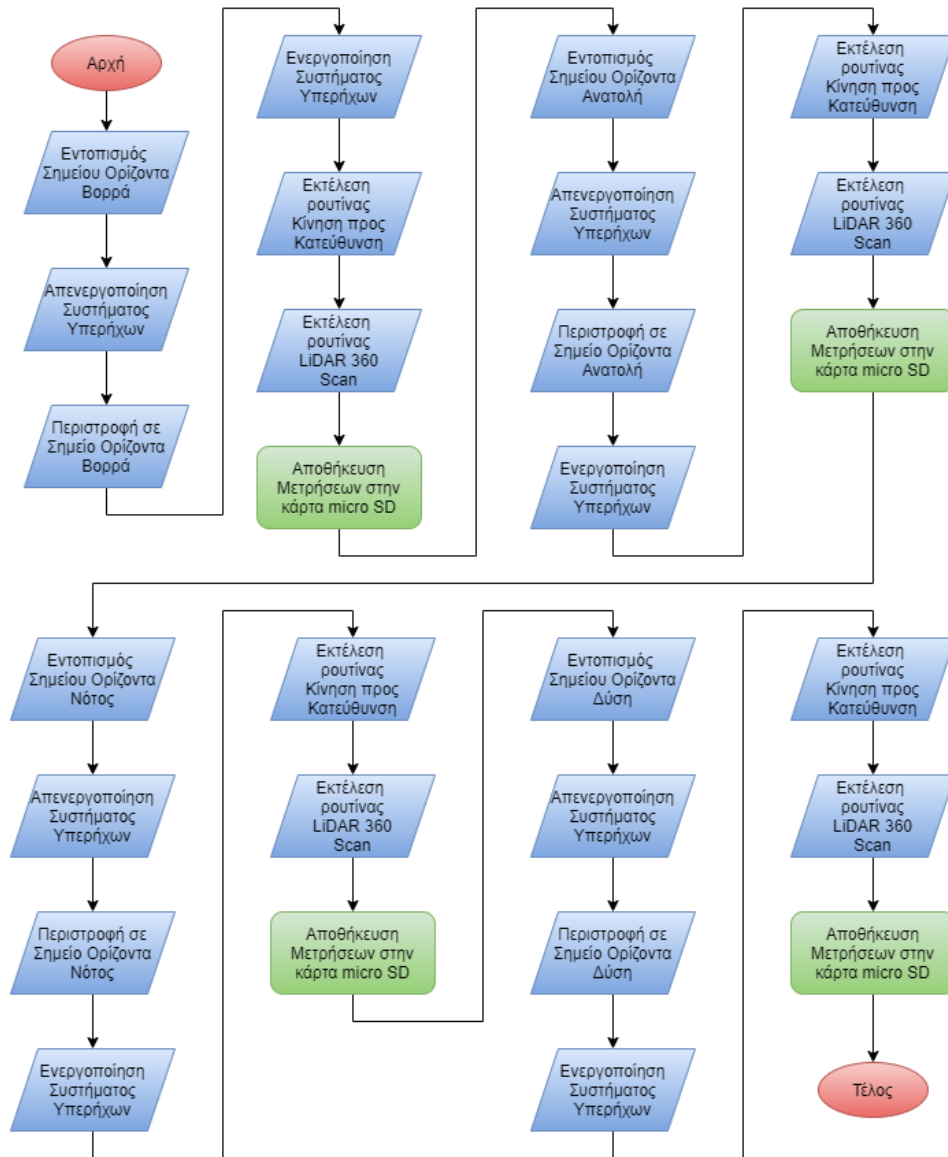 Αρχή
Εντοπισμός
Σημείου Ορίζοντα
Βορρά
Απενεργοποίηση
Συστήματος
Υπερήχων
Περιστροφή σε
Σημείο Ορίζοντα
Βορρά
Ενεργοποίηση
Συστήματος
Υπερήχων
Εκτέλεση
ρουτίνας
Κίνηση προς
Κατεύθυνση
Εκτέλεση
ρουτίνας
LiDAR 360
Scan
Αποθήκευση
Μετρήσεων στην
κάρτα micro SD
Εντοπισμός
Σημείου Ορίζοντα
Ανατολή
Απενεργοποίηση
Συστήματος
Υπερήχων
Περιστροφή σε
Σημείο Ορίζοντα
Ανατολή
Ενεργοποίηση
Συστήματος
Υπερήχων
Εκτέλεση
ρουτίνας
Κίνηση προς
Κατεύθυνση
Εκτέλεση
ρουτίνας
LiDAR 360
Scan
Αποθήκευση
Μετρήσεων στην
κάρτα micro SD
Εντοπισμός
Σημείου Ορίζοντα
Νότος
Απενεργοποίηση
Συστήματος
Υπερήχων
Περιστροφή σε
Σημείο Ορίζοντα
Νότος
Ενεργοποίηση
Συστήματος
Υπερήχων
Εκτέλεση
ρουτίνας
Κίνηση προς
Κατεύθυνση
Εκτέλεση
ρουτίνας
LiDAR 360
Scan
Αποθήκευση
Μετρήσεων στην
κάρτα micro SD
Εντοπισμός
Σημείου Ορίζοντα
Δύση
Απενεργοποίηση
Συστήματος
Υπερήχων
Περιστροφή σε
Σημείο Ορίζοντα
Δύση
Ενεργοποίηση
Συστήματος
Υπερήχων
Εκτέλεση
ρουτίνας
Κίνηση προς
Κατεύθυνση
Εκτέλεση
ρουτίνας
LiDAR 360
Scan
Αποθήκευση
Μετρήσεων στην
κάρτα micro SD
Τέλος